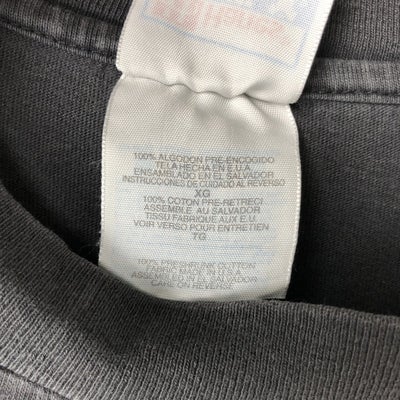 100% ALGODON PRE-ENCOGIDO
TELA HECHA EN E.U.A.
ENSAMBLADO EN EL SALVADOR
INSTRUCCIONES DE CUIDADO AL REVERSO
XG
100% COTON PRE-RETRECI
ASSEMBLE AU SALVADOR
TISSU FABRIQUE AUX E.U.
VOIR VERSO POUR ENTRETIEN
TG
100% PRESHRUNK COTTON
FABRIC MADE IN U.S.A.
ASSEMBLED IN EL SALVADOR
CARE ON REVERSE